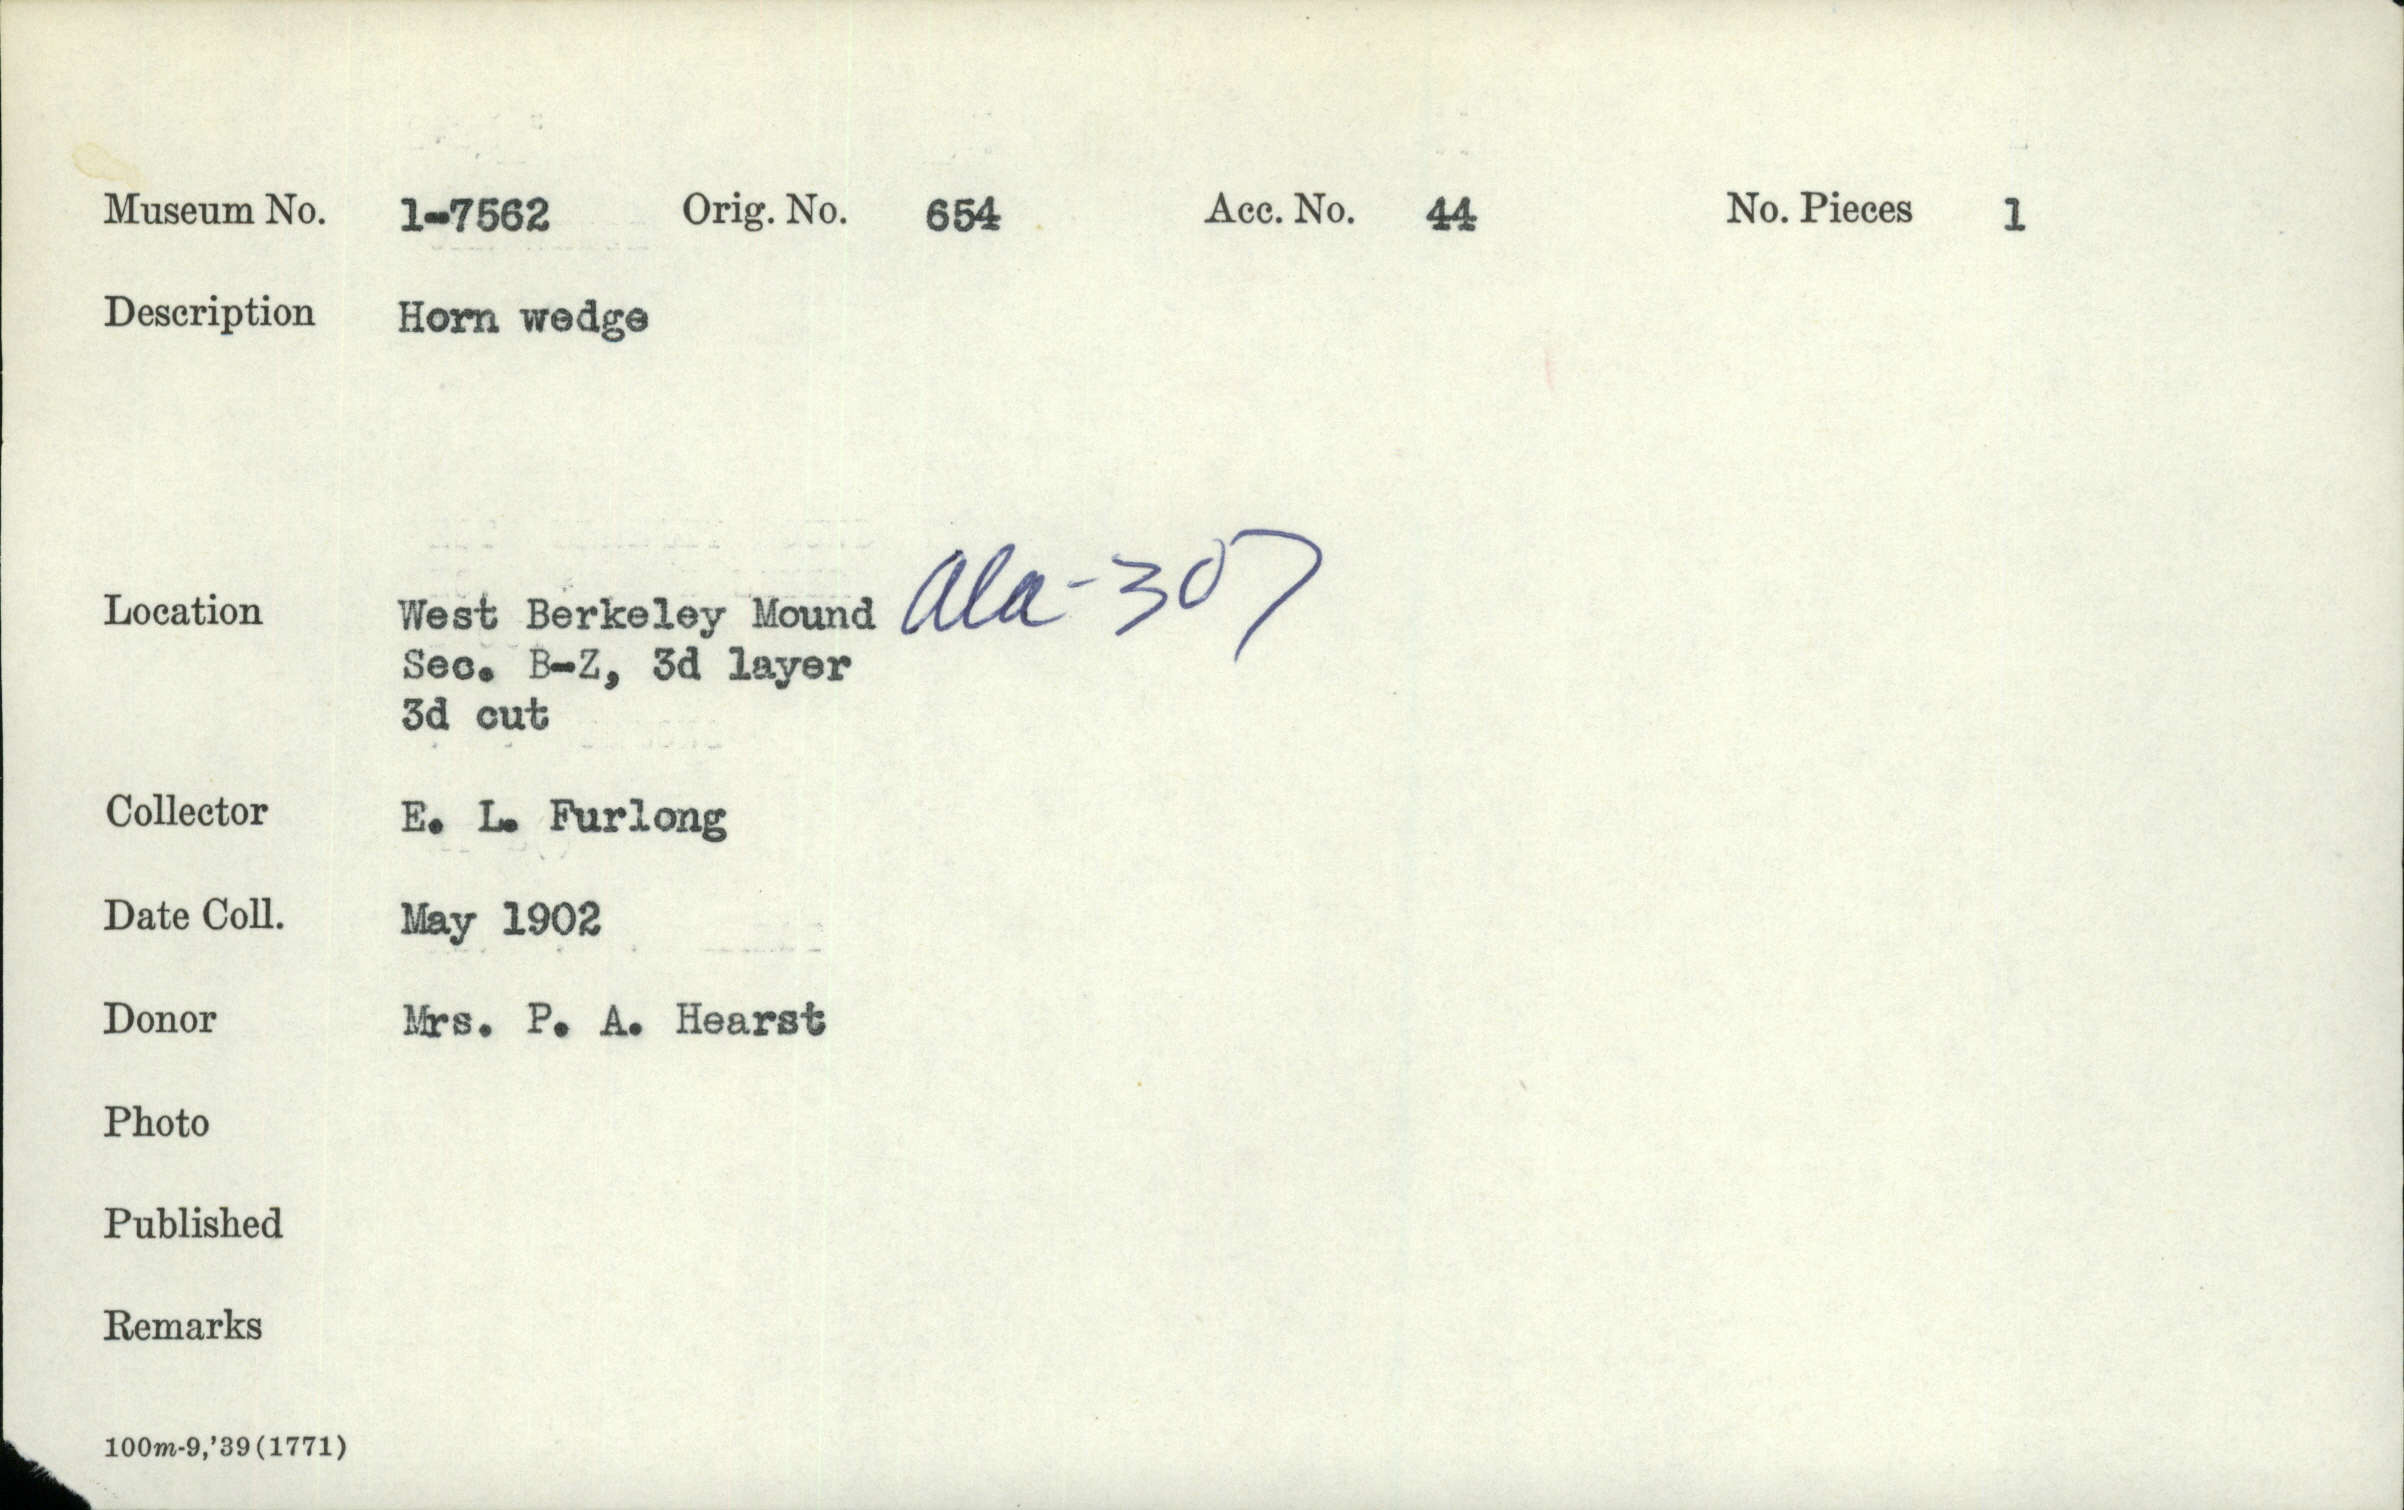 Museum No. 1-7562 Orig. No. 654 Acc. No. 44 No. Pieces 1
Description Horn wedge
Location West Berkeley Mound Ala-307
Sec. B-Z, 3d layer
3d cut
Collector E. L. Furlong
Date Coll. May 1902
Donor Mrs. P. A. Hearst
Photo
Published
Remarks
100m-9,'39(1771)